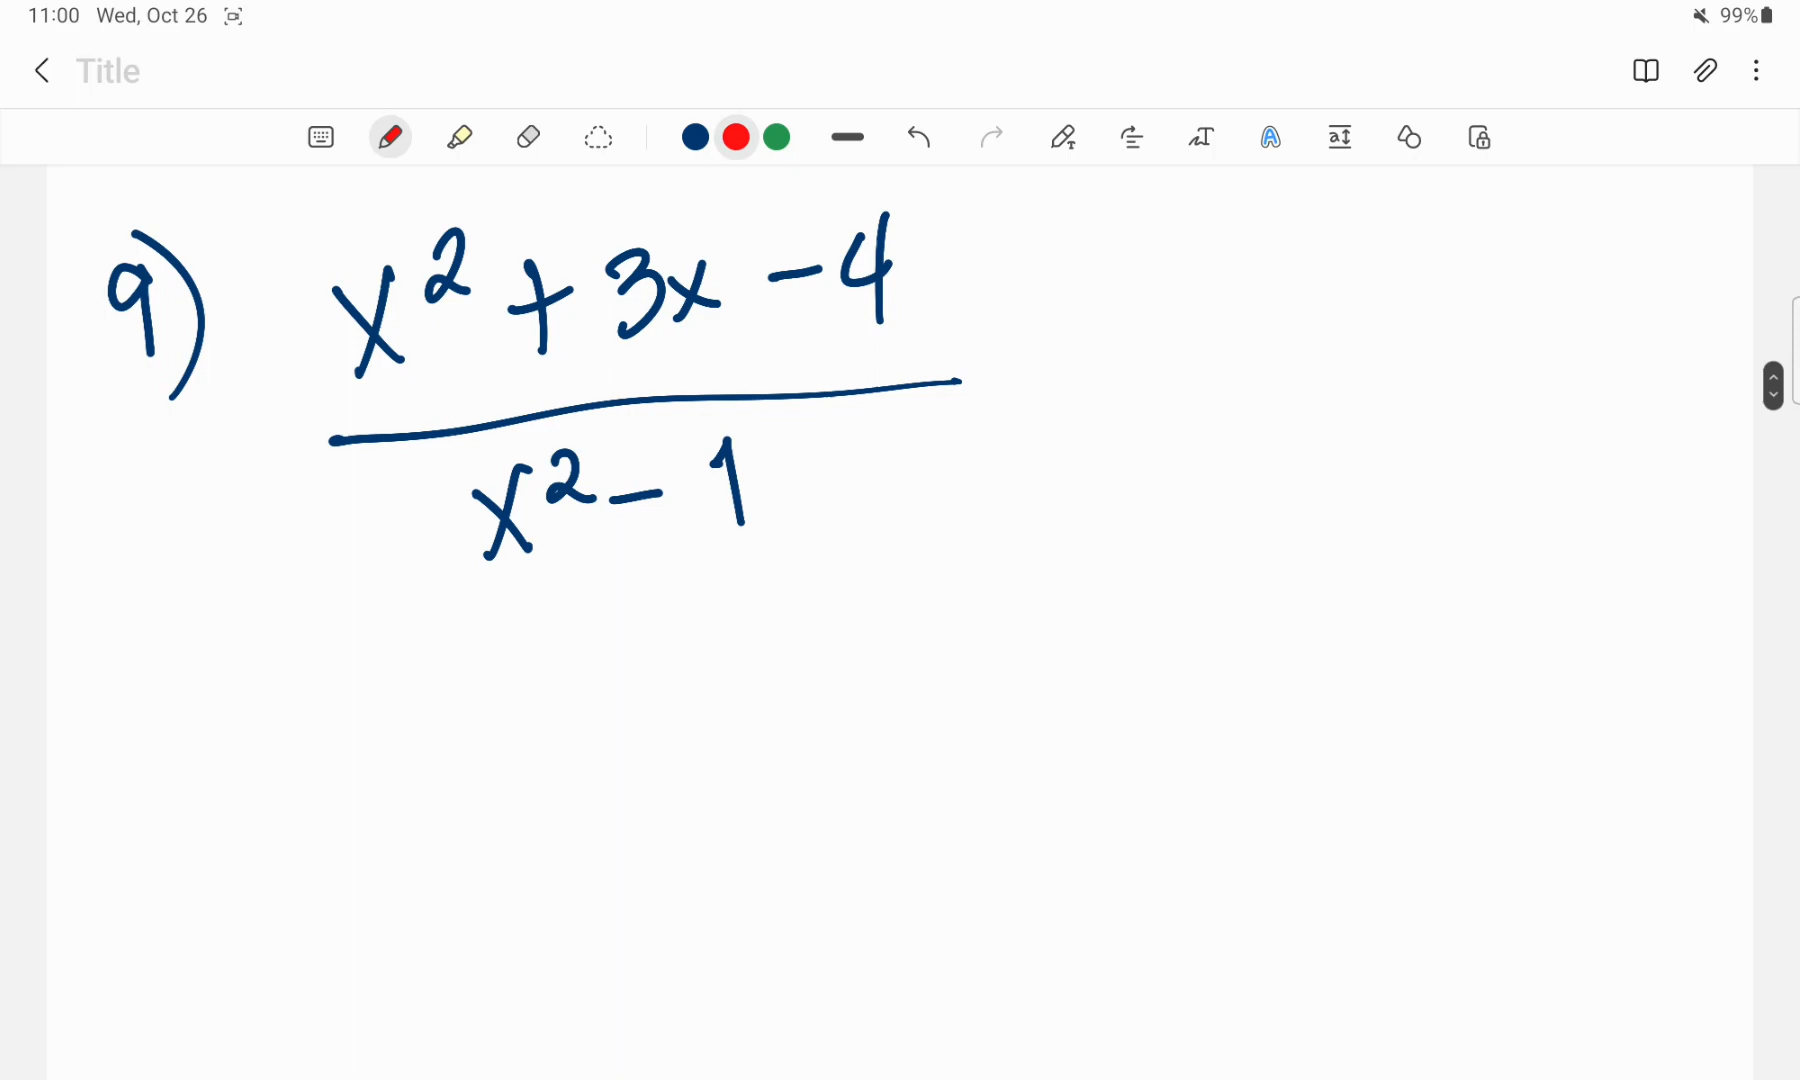 11:00 Wed, Oct 26 99%
Title
9) x² + 3x - 4
x² - 1